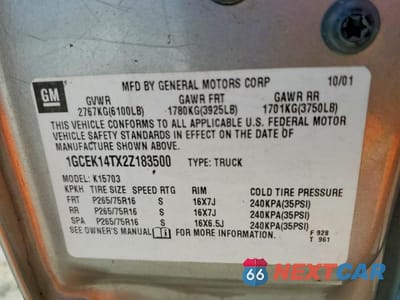 GM
MFD BY GENERAL MOTORS CORP 10/01
GVWR GAWR FRT GAWR RR
2767KG(6100LB) 1780KG(3925LB) 1701KG(3750LB)
THIS VEHICLE CONFORMS TO ALL APPLICABLE U.S. FEDERAL MOTOR
VEHICLE SAFETY STANDARDS IN EFFECT ON THE DATE OF
MANUFACTURE SHOWN ABOVE.
1GCEK14TX2Z183500 TYPE: TRUCK
MODEL: K15703
KPKH TIRE SIZE SPEED RTG RIM COLD TIRE PRESSURE
FRT P265/75R16 S 16X7J 240KPA(35PSI)
RR P265/75R16 S 16X7J 240KPA(35PSI)
SPA P265/75R16 S 16X6.5J 240KPA(35PSI)
SEE OWNER'S MANUAL FOR MORE INFORMATION. F 928
T 961
66 NEXTCAR